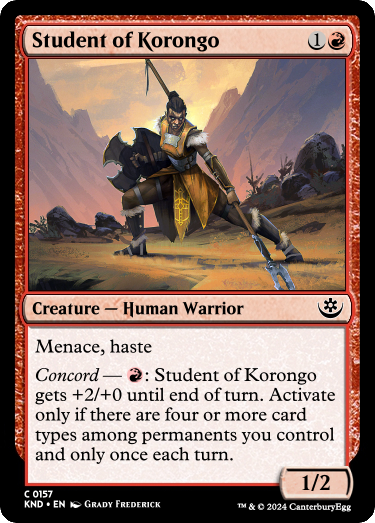 Student of Korongo 1
Creature — Human Warrior
Menace, haste
Concord — : Student of Korongo
gets +2/+0 until end of turn. Activate
only if there are four or more card
types among permanents you control
and only once each turn.
1/2
C 0157
KND • EN Grady Frederick
™ & © 2024 CanterburyEgg